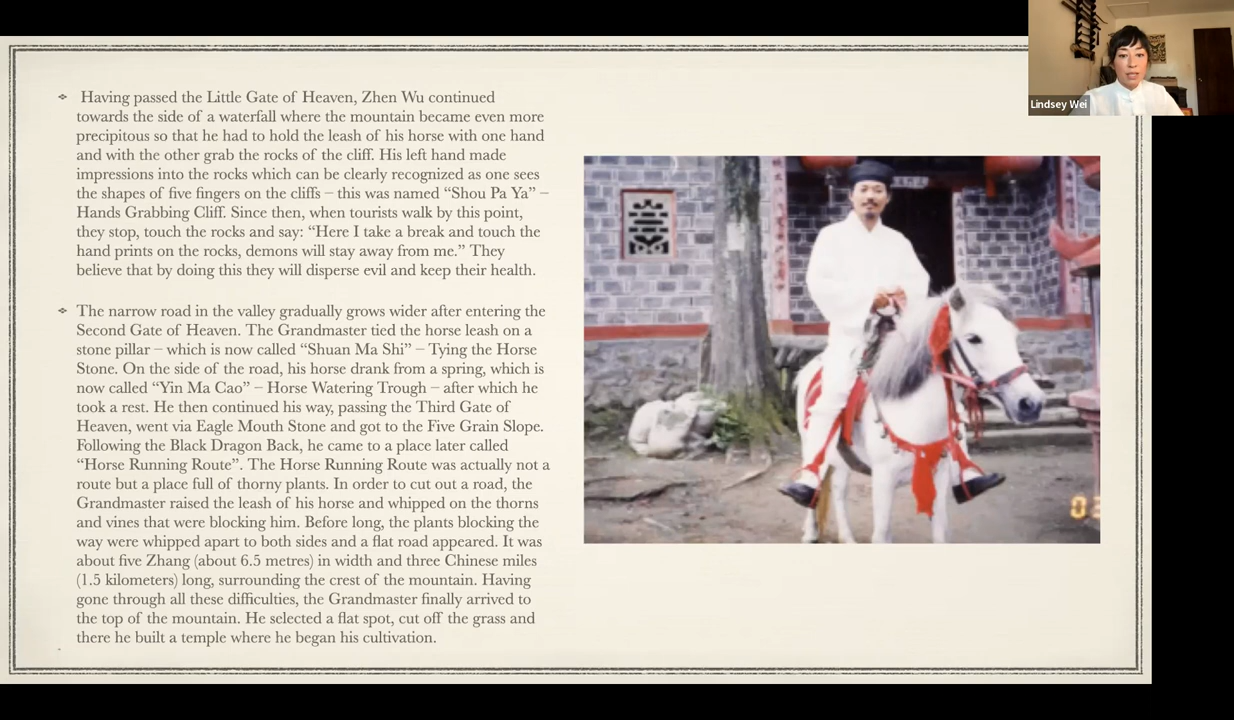 Having passed the Little Gate of Heaven, Zhen Wu continued
towards the side of a waterfall where the mountain became even more
precipitous so that he had to hold the leash of his horse with one hand
and with the other grab the rocks of the cliff. His left hand made
impressions into the rocks which can be clearly recognized as one sees
the shapes of five fingers on the cliffs – this was named “Shou Pa Ya” –
Hands Grabbing Cliff. Since then, when tourists walk by this point,
they stop, touch the rocks and say: “Here I take a break and touch the
hand prints on the rocks, demons will stay away from me.” They
believe that by doing this they will disperse evil and keep their health.
The narrow road in the valley gradually grows wider after entering the
Second Gate of Heaven. The Grandmaster tied the horse leash on a
stone pillar – which is now called “Shuan Ma Shi” – Tying the Horse
Stone. On the side of the road, his horse drank from a spring, which is
now called “Yin Ma Cao” – Horse Watering Trough – after which he
took a rest. He then continued his way, passing the Third Gate of
Heaven, went via Eagle Mouth Stone and got to the Five Grain Slope.
Following the Black Dragon Back, he came to a place later called
“Horse Running Route”. The Horse Running Route was actually not a
route but a place full of thorny plants. In order to cut out a road, the
Grandmaster raised the leash of his horse and whipped on the thorns
and vines that were blocking him. Before long, the plants blocking the
way were whipped apart to both sides and a flat road appeared. It was
about five Zhang (about 6.5 metres) in width and three Chinese miles
(1.5 kilometers) long, surrounding the crest of the mountain. Having
gone through all these difficulties, the Grandmaster finally arrived to
the top of the mountain. He selected a flat spot, cut off the grass and
there he built a temple where he began his cultivation.
Lindsey Wei